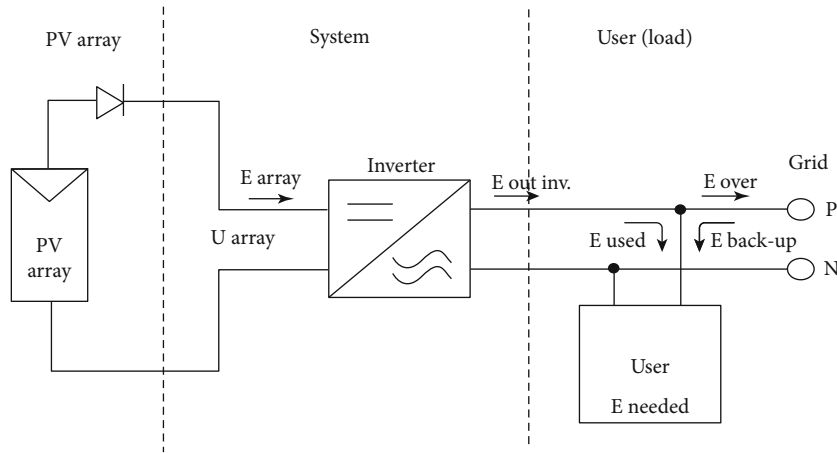 PV array
System
User (load)
Inverter
Grid
E array
E out inv.
E over
P
PV
array
U array
E used
E back-up
N
User
E needed